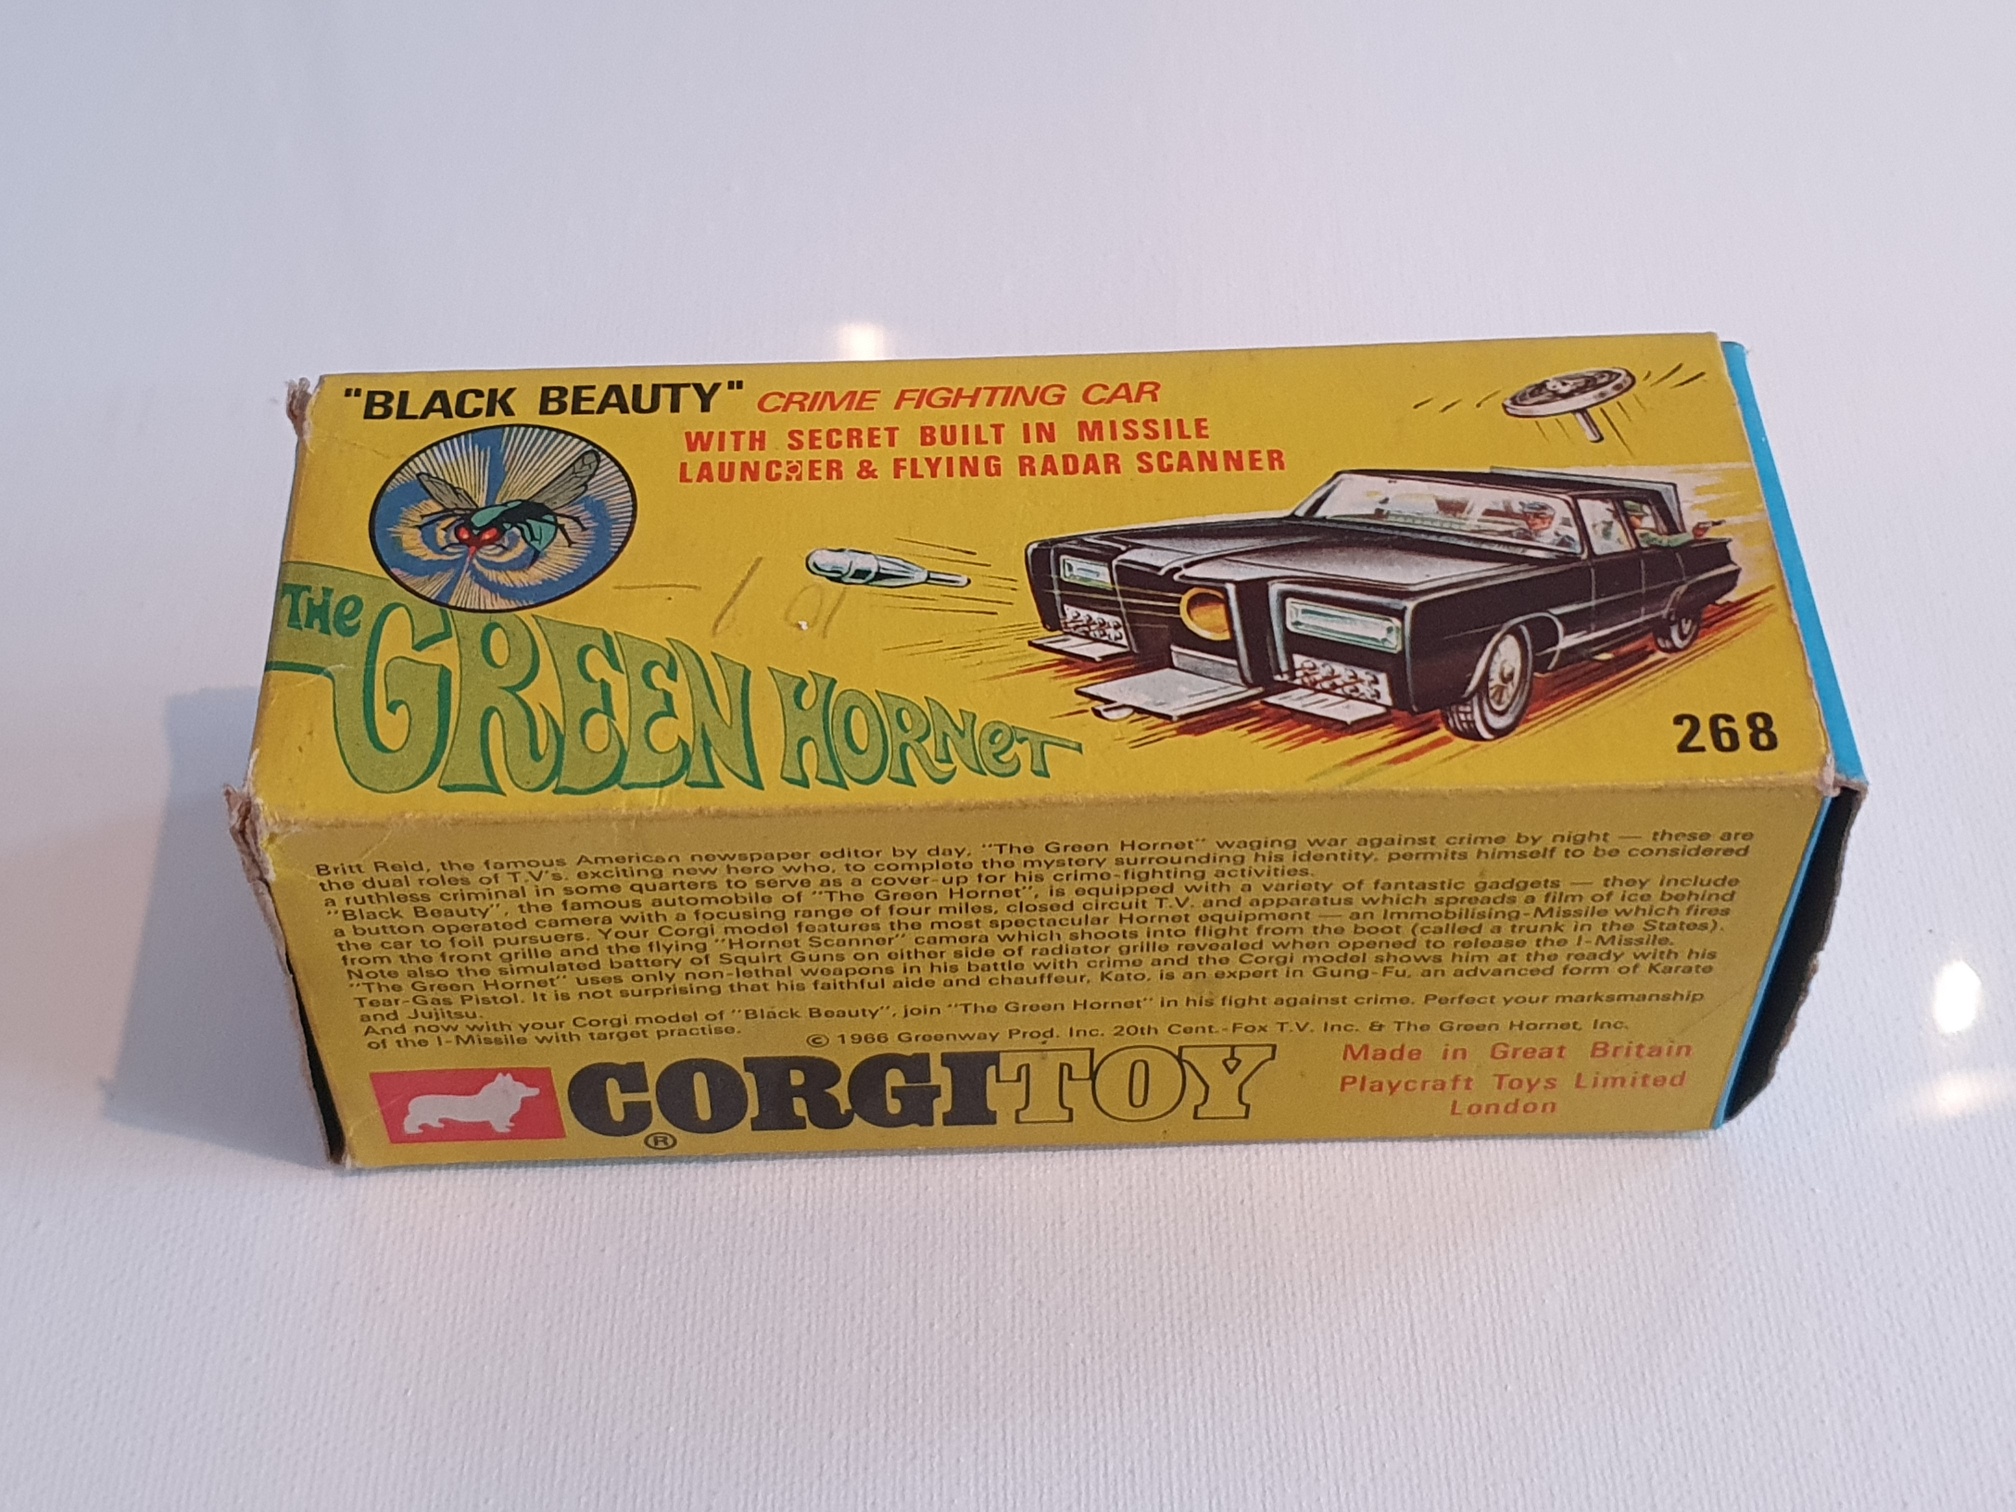 "BLACK BEAUTY" CRIME FIGHTING CAR
WITH SECRET BUILT IN MISSILE
LAUNCHER & FLYING RADAR SCANNER
THE
GREEN HORNET
268
Britt Reid, the famous American newspaper editor by day, "The Green Hornet" waging war against crime by night — these are
the dual roles of T.V's. exciting new hero who, to complete the mystery surrounding his identity, permits himself to be considered
a ruthless criminal in some quarters to serve as a cover-up for his crime-fighting activities.
"Black Beauty", the famous automobile of "The Green Hornet", is equipped with a variety of fantastic gadgets — they include
a button operated camera with a focusing range of four miles, closed circuit T.V. and apparatus which spreads a film of ice behind
the car to foil pursuers. Your Corgi model features the most spectacular Hornet equipment — an Immobilising-Missile which fires
from the front grille and the flying "Hornet Scanner" camera which shoots into flight from the boot (called a trunk in the States).
Note also the simulated battery of Squirt Guns on either side of radiator grille revealed when opened to release the I-Missile.
"The Green Hornet" uses only non-lethal weapons in his battle with crime and the Corgi model shows him at the ready with his
Tear-Gas Pistol. It is not surprising that his faithful aide and chauffeur, Kato, is an expert in Gung-Fu, an advanced form of Karate
and Jujitsu.
And now with your Corgi model of "Black Beauty", join "The Green Hornet" in his fight against crime. Perfect your marksmanship
of the I-Missile with target practise.
© 1966 Greenway Prod. Inc. 20th Cent.-Fox T.V. Inc. & The Green Hornet, Inc.
CORGI TOY
®
Made in Great Britain
Playcraft Toys Limited
London